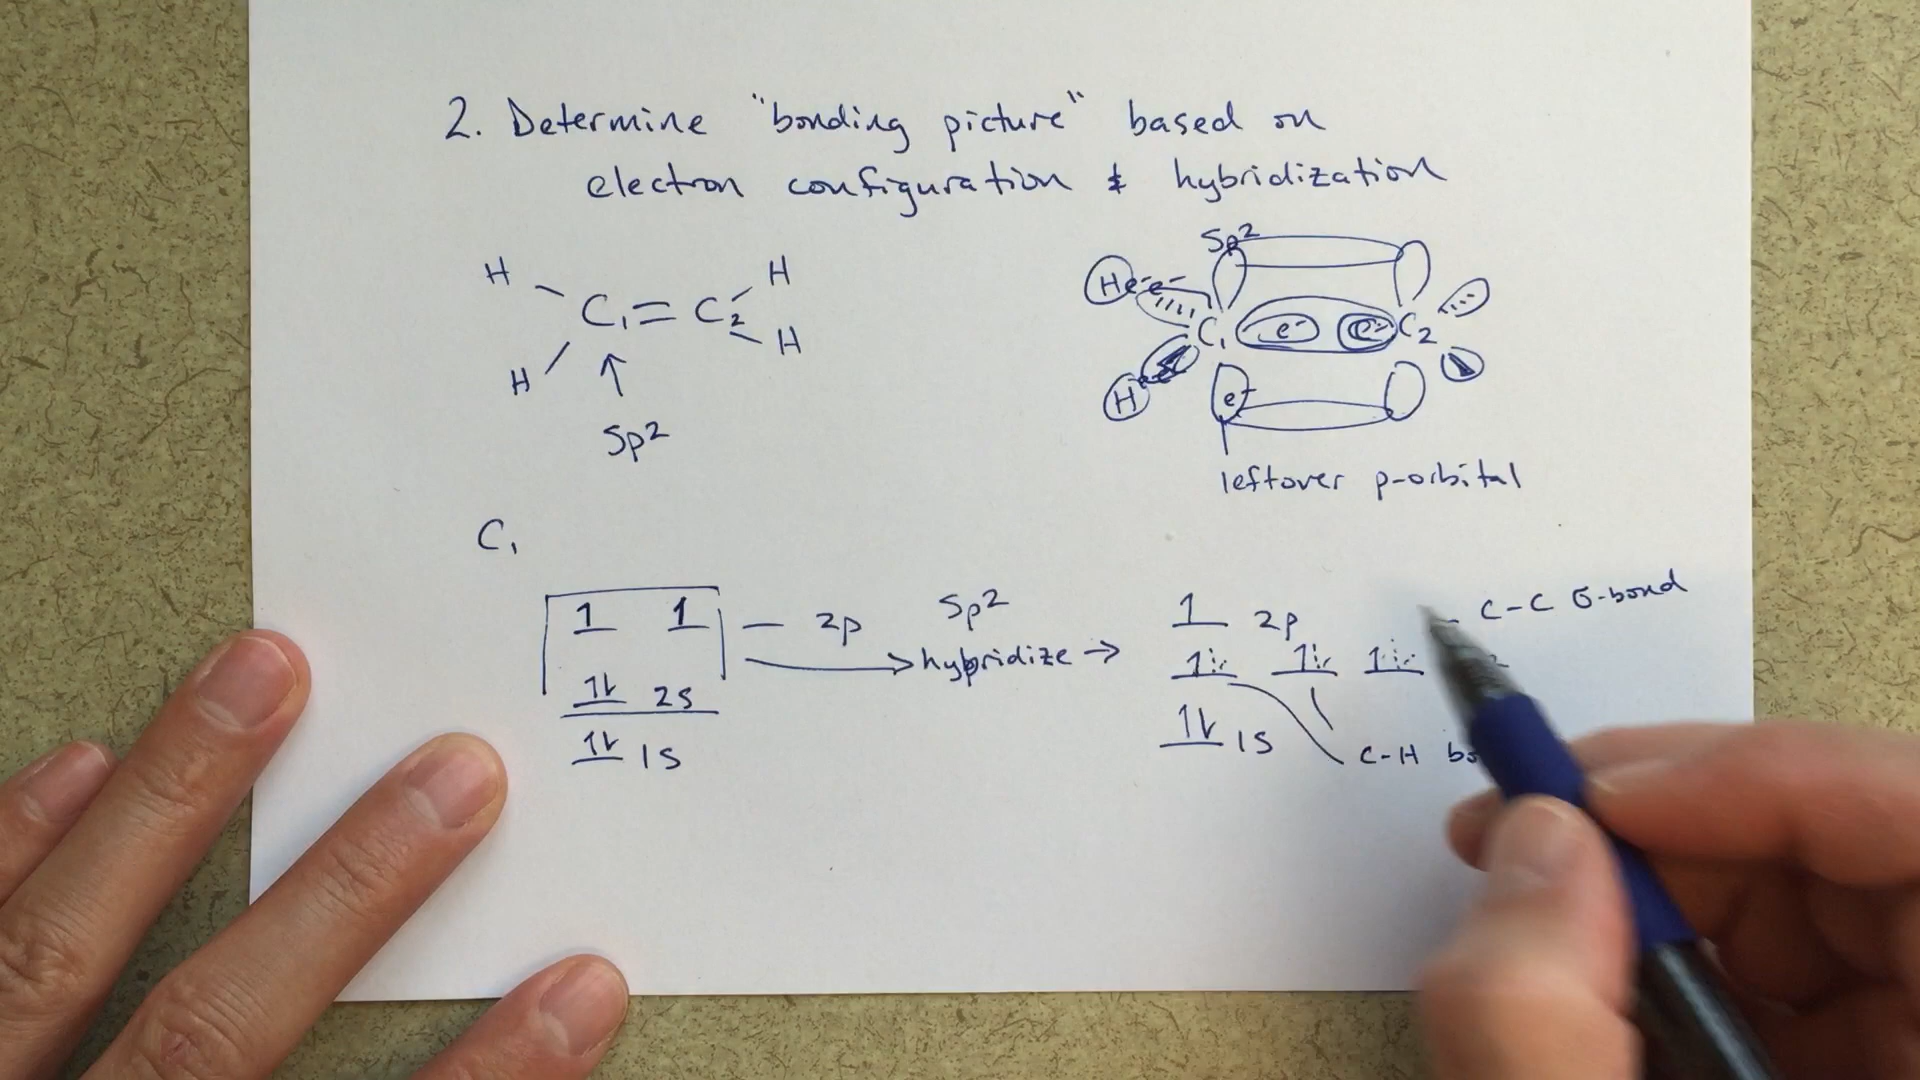 2. Determine "bonding picture" based on
electron configuration & hybridization
H H
C₁=C₂
H H
↑
Sp²
Sp²
H e⁻ e⁻
C₁ e⁻ e⁻ C₂
H e⁻
leftover p-orbital
C₁
1 1 — 2p
1↓ 2s
1↓ 1s
Sp²
hybridize →
1 2p
1 1 1
1↓ 1s
C-C σ-bond
C-H